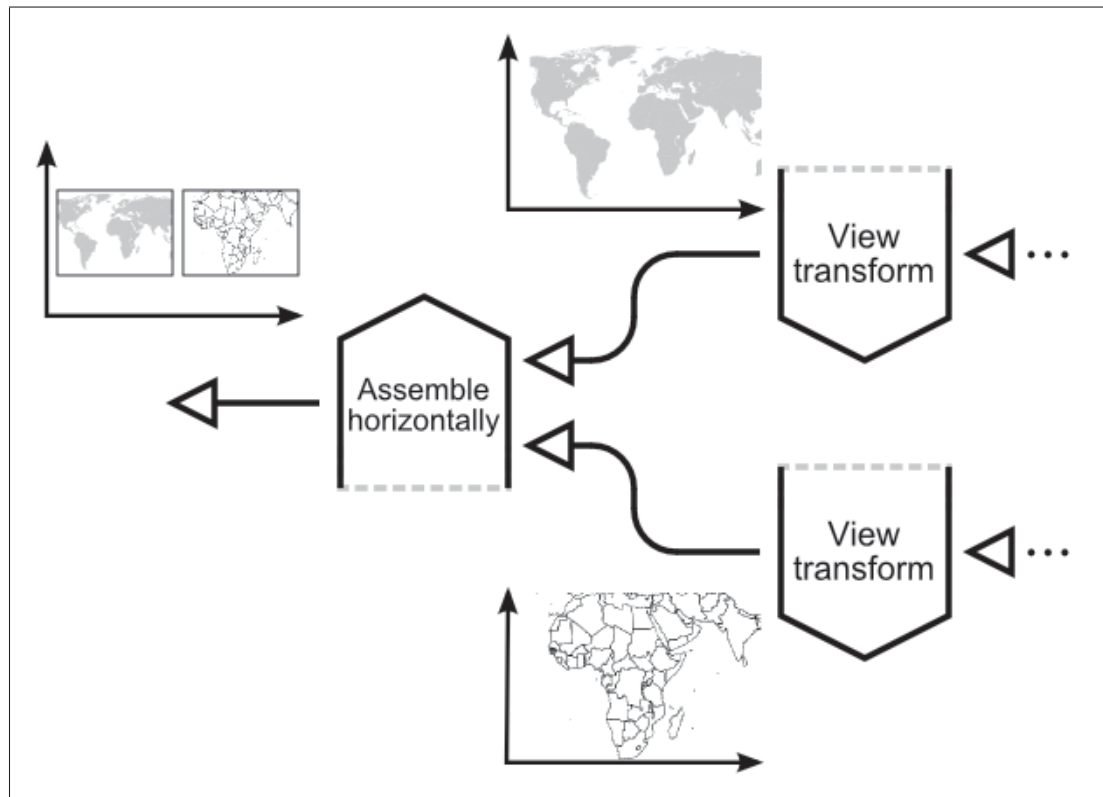 View
transform
Assemble
horizontally
View
transform